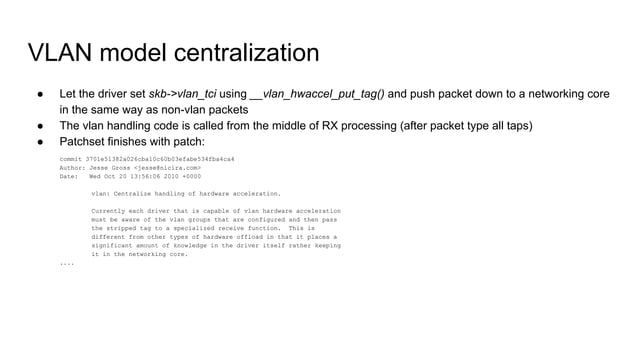 VLAN model centralization
● Let the driver set skb->vlan_tci using __vlan_hwaccel_put_tag() and push packet down to a networking core
in the same way as non-vlan packets
● The vlan handling code is called from the middle of RX processing (after packet type all taps)
● Patchset finishes with patch:
commit 3701e51382a026cba10c60b03efabe534fba4ca4
Author: Jesse Gross <jesse@nicira.com>
Date: Wed Oct 20 13:56:06 2010 +0000
vlan: Centralize handling of hardware acceleration.
Currently each driver that is capable of vlan hardware acceleration
must be aware of the vlan groups that are configured and then pass
the stripped tag to a specialized receive function. This is
different from other types of hardware offload in that it places a
significant amount of knowledge in the driver itself rather keeping
it in the networking core.
....